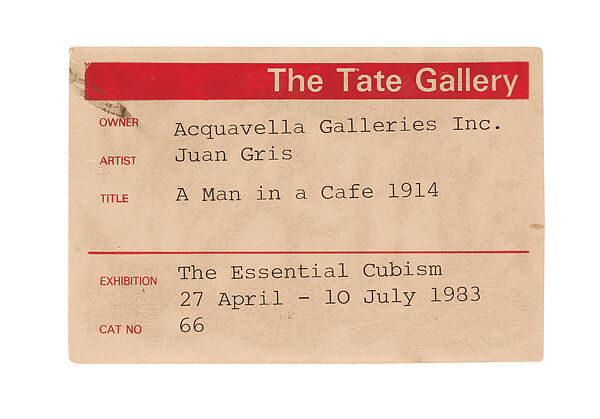 The Tate Gallery
OWNER Acquavella Galleries Inc.
ARTIST Juan Gris
TITLE A Man in a Cafe 1914
EXHIBITION The Essential Cubism
27 April - 10 July 1983
CAT NO 66